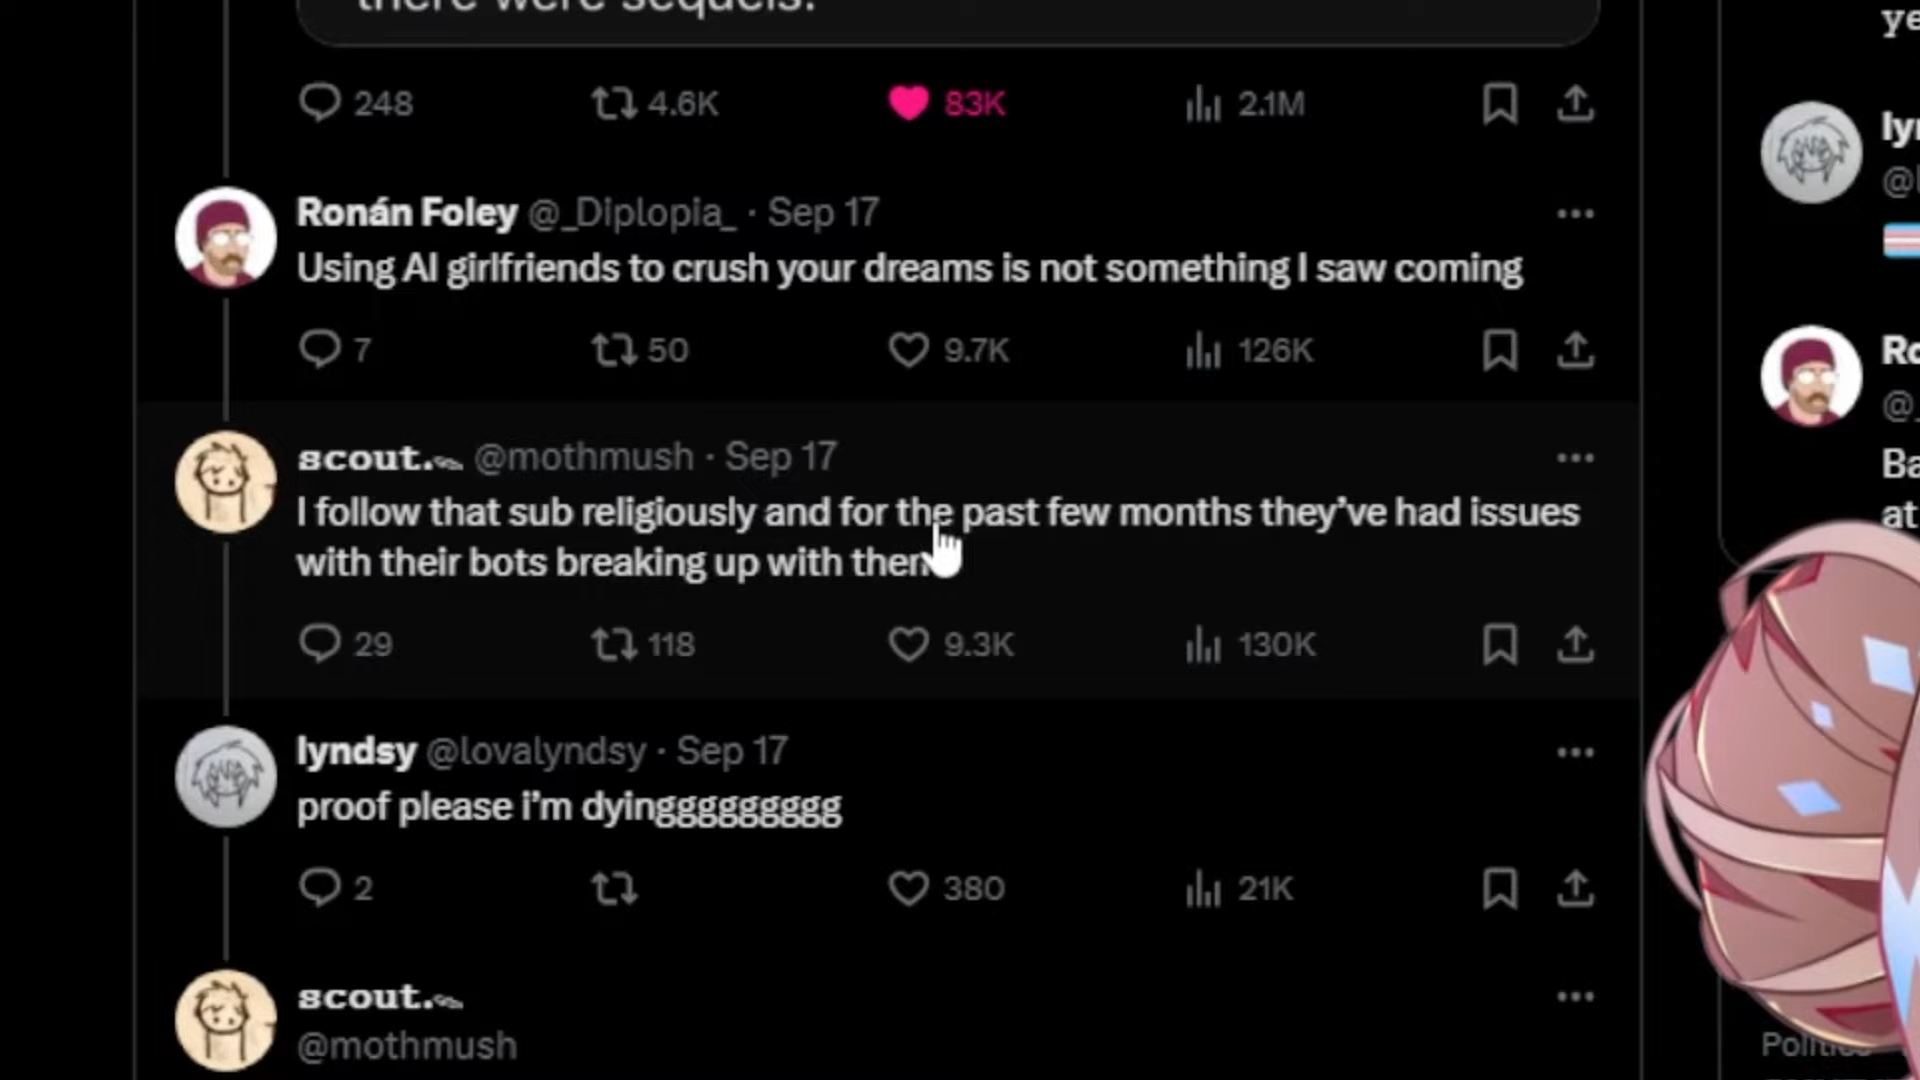 there were sequels.
248 4.6K 83K 2.1M
Ronán Foley @_Diplopia_ · Sep 17
Using AI girlfriends to crush your dreams is not something I saw coming
7 50 9.7K 126K
scout. @mothmush · Sep 17
I follow that sub religiously and for the past few months they've had issues
with their bots breaking up with
29 118 9.3K 130K
lyndsy @lovalyndsy · Sep 17
proof please i'm dyinggggggggg
2 380 21K
scout.
@mothmush